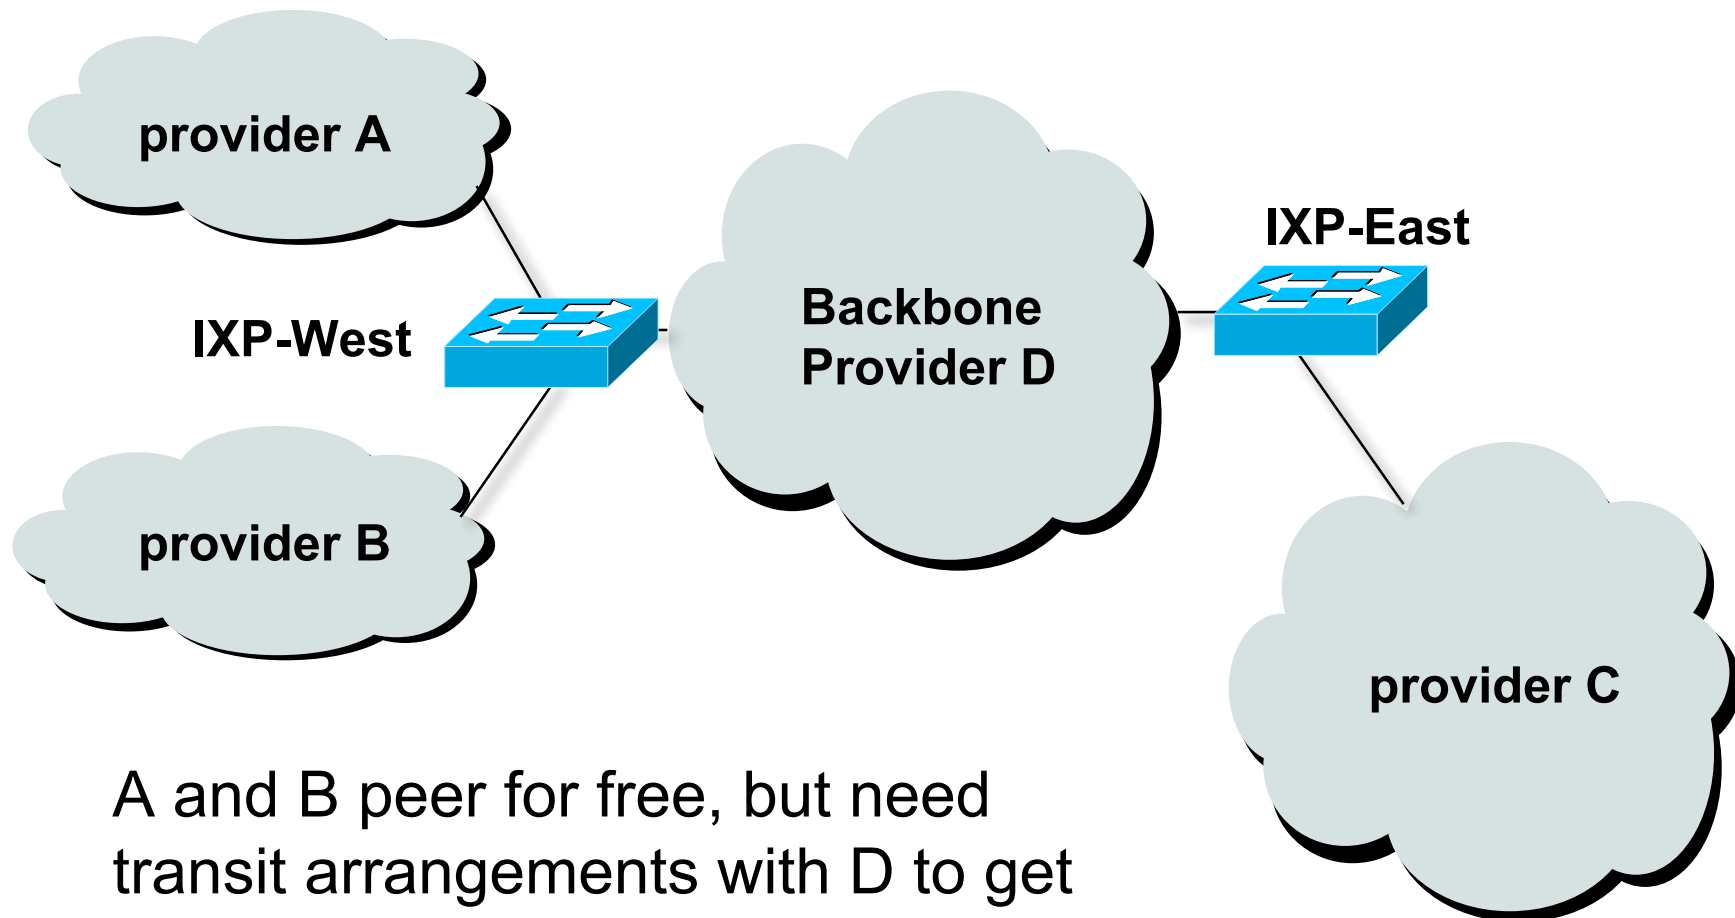 provider A
IXP-East
Backbone
Provider D
IXP-West
provider B
provider C
A and B peer for free, but need
transit arrangements with D to get